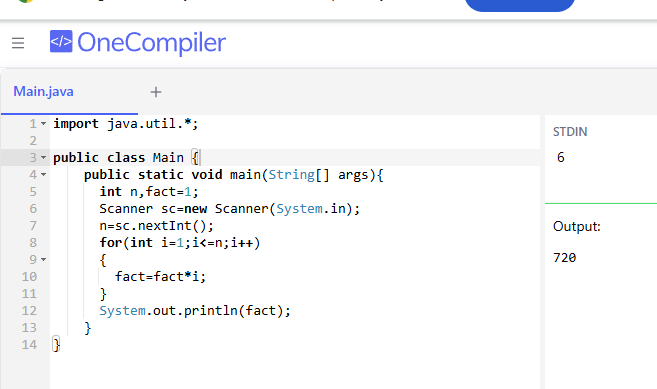 </> OneCompiler
Main.java +
1 import java.util.*;
2
3 public class Main {
4     public static void main(String[] args){
5       int n,fact=1;
6       Scanner sc=new Scanner(System.in);
7       n=sc.nextInt();
8       for(int i=1;i<=n;i++)
9       {
10         fact=fact*i;
11       }
12       System.out.println(fact);
13     }
14 }
STDIN
6
Output:
720